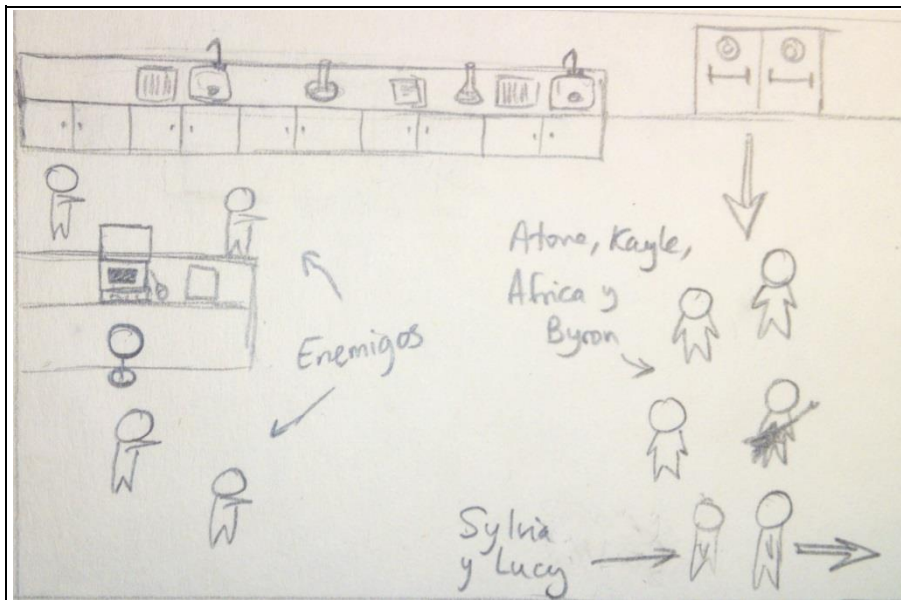 Atone, Kayle,
Africa y
Byron
Enemigos
Sylvia
y Lucy